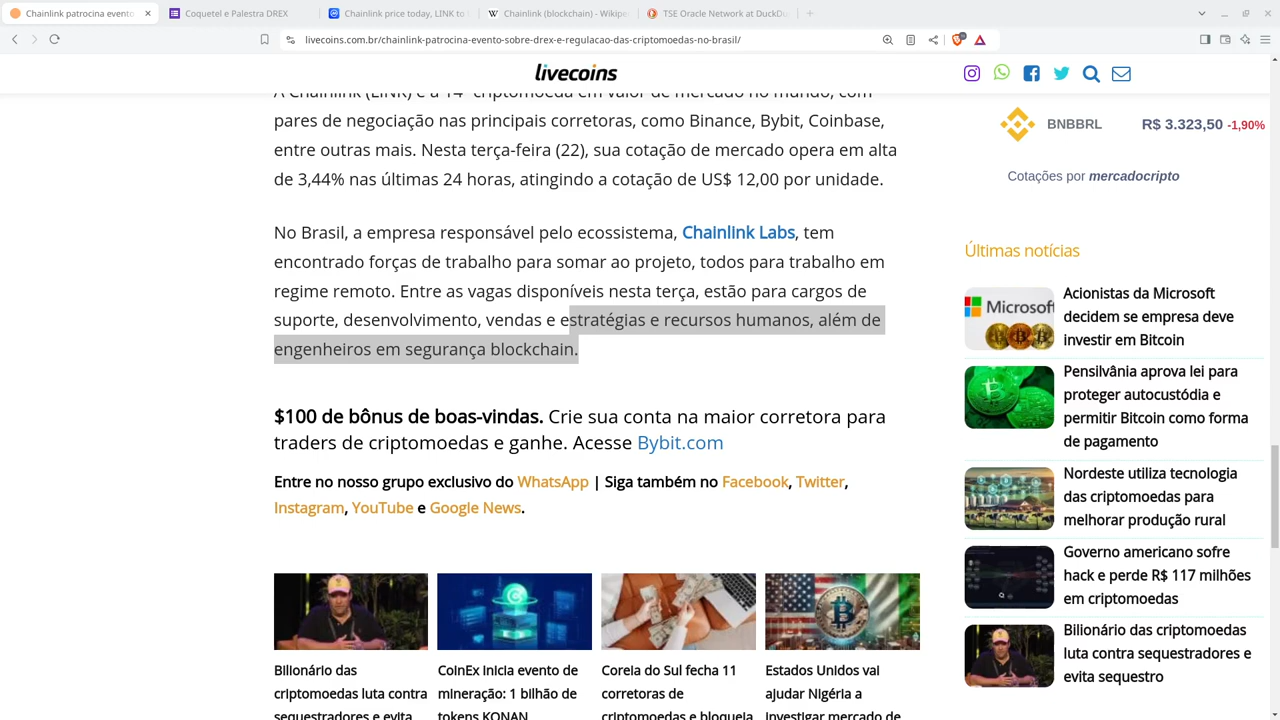 Chainlink patrocina evento
Coquetel e Palestra DREX
Chainlink price today, LINK to
Chainlink (blockchain) - Wikipe
TSE Oracle Network at DuckDu
livecoins.com.br/chainlink-patrocina-evento-sobre-drex-e-regulacao-das-criptomoedas-no-brasil/
livecoins
A Chainlink (LINK) é a 14ª criptomoeda em valor de mercado no mundo, com
pares de negociação nas principais corretoras, como Binance, Bybit, Coinbase,
entre outras mais. Nesta terça-feira (22), sua cotação de mercado opera em alta
de 3,44% nas últimas 24 horas, atingindo a cotação de US$ 12,00 por unidade.
No Brasil, a empresa responsável pelo ecossistema, Chainlink Labs, tem
encontrado forças de trabalho para somar ao projeto, todos para trabalho em
regime remoto. Entre as vagas disponíveis nesta terça, estão para cargos de
suporte, desenvolvimento, vendas e estratégias e recursos humanos, além de
engenheiros em segurança blockchain.
$100 de bônus de boas-vindas. Crie sua conta na maior corretora para
traders de criptomoedas e ganhe. Acesse Bybit.com
Entre no nosso grupo exclusivo do WhatsApp | Siga também no Facebook, Twitter,
Instagram, YouTube e Google News.
Bilionário das
criptomoedas luta contra
sequestradores e evita
CoinEx inicia evento de
mineração: 1 bilhão de
tokens KONAN
Coreia do Sul fecha 11
corretoras de
criptomoedas e bloqueia
Estados Unidos vai
ajudar Nigéria a
investigar mercado de
BNBBRL
R$ 3.323,50 -1,90%
Cotações por mercadocripto
Últimas notícias
Microsoft
Acionistas da Microsoft
decidem se empresa deve
investir em Bitcoin
Pensilvânia aprova lei para
proteger autocustódia e
permitir Bitcoin como forma
de pagamento
Nordeste utiliza tecnologia
das criptomoedas para
melhorar produção rural
Governo americano sofre
hack e perde R$ 117 milhões
em criptomoedas
Bilionário das criptomoedas
luta contra sequestradores e
evita sequestro